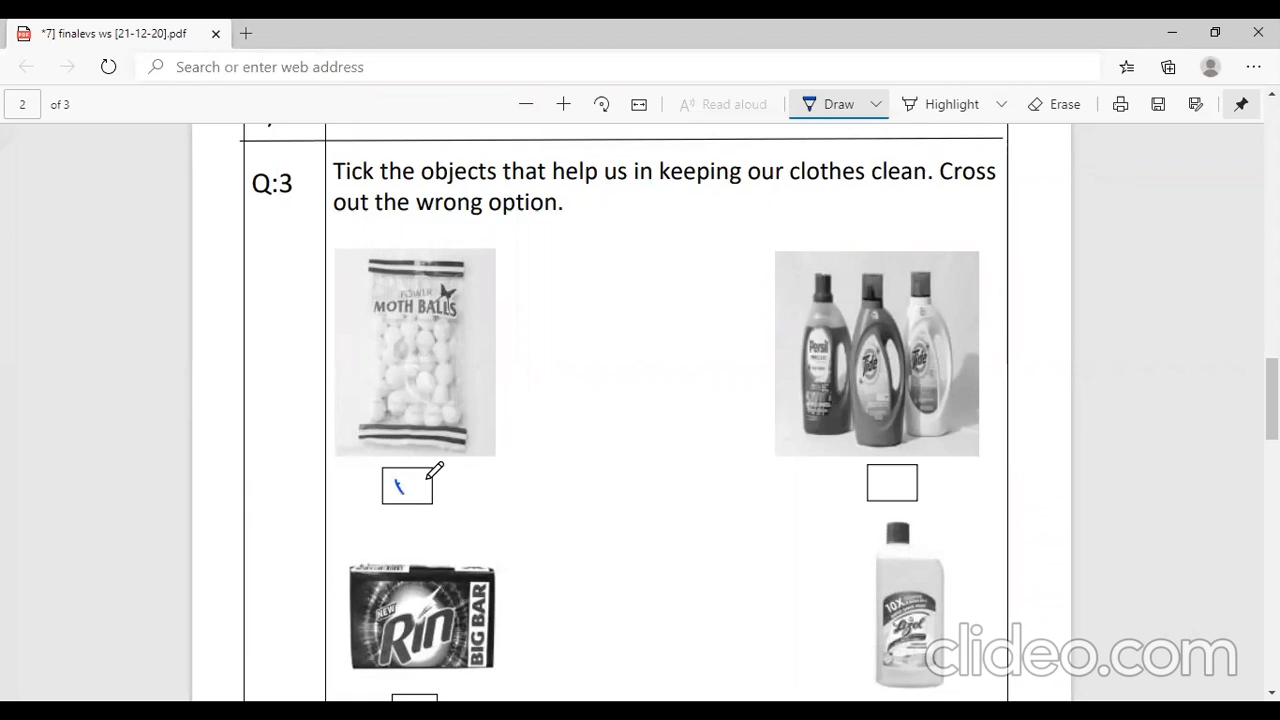 *7] finalevs ws [21-12-20].pdf
Search or enter web address
2 of 3
Read aloud
Draw
Highlight
Erase
Q:3
Tick the objects that help us in keeping our clothes clean. Cross
out the wrong option.
MOTH BALLS
Persil
Tide
Tide
NEW
Rin
BIG BAR
10X
Lizol
clideo.com